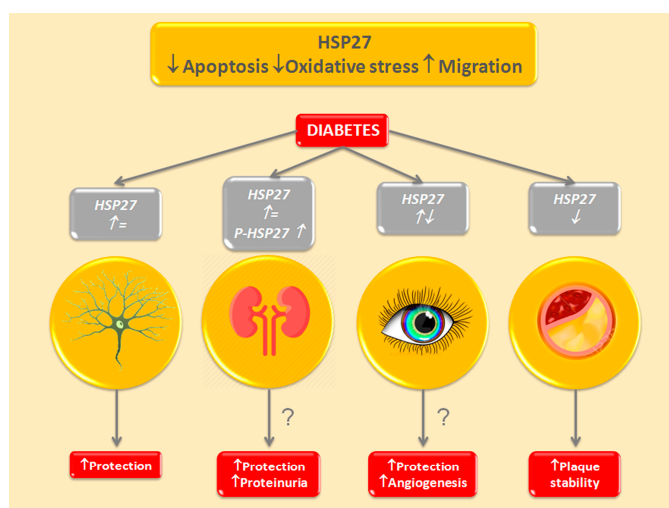 HSP27
↓Apoptosis ↓Oxidative stress ↑Migration
DIABETES
HSP27
↑=
HSP27
↑=
P-HSP27 ↑
HSP27
↑↓
HSP27
↓
?
?
↑Protection
↑Protection
↑Proteinuria
↑Protection
↑Angiogenesis
↑Plaque
stability